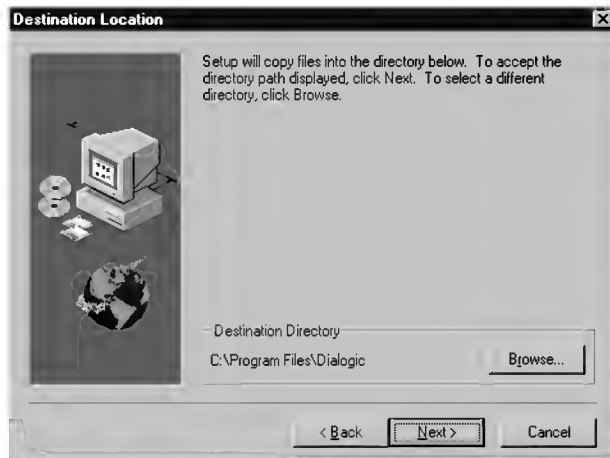 Destination Location
Setup will copy files into the directory below. To accept the
directory path displayed, click Next. To select a different
directory, click Browse.
Destination Directory
C:\Program Files\Dialogic
Browse...
< Back
Next >
Cancel